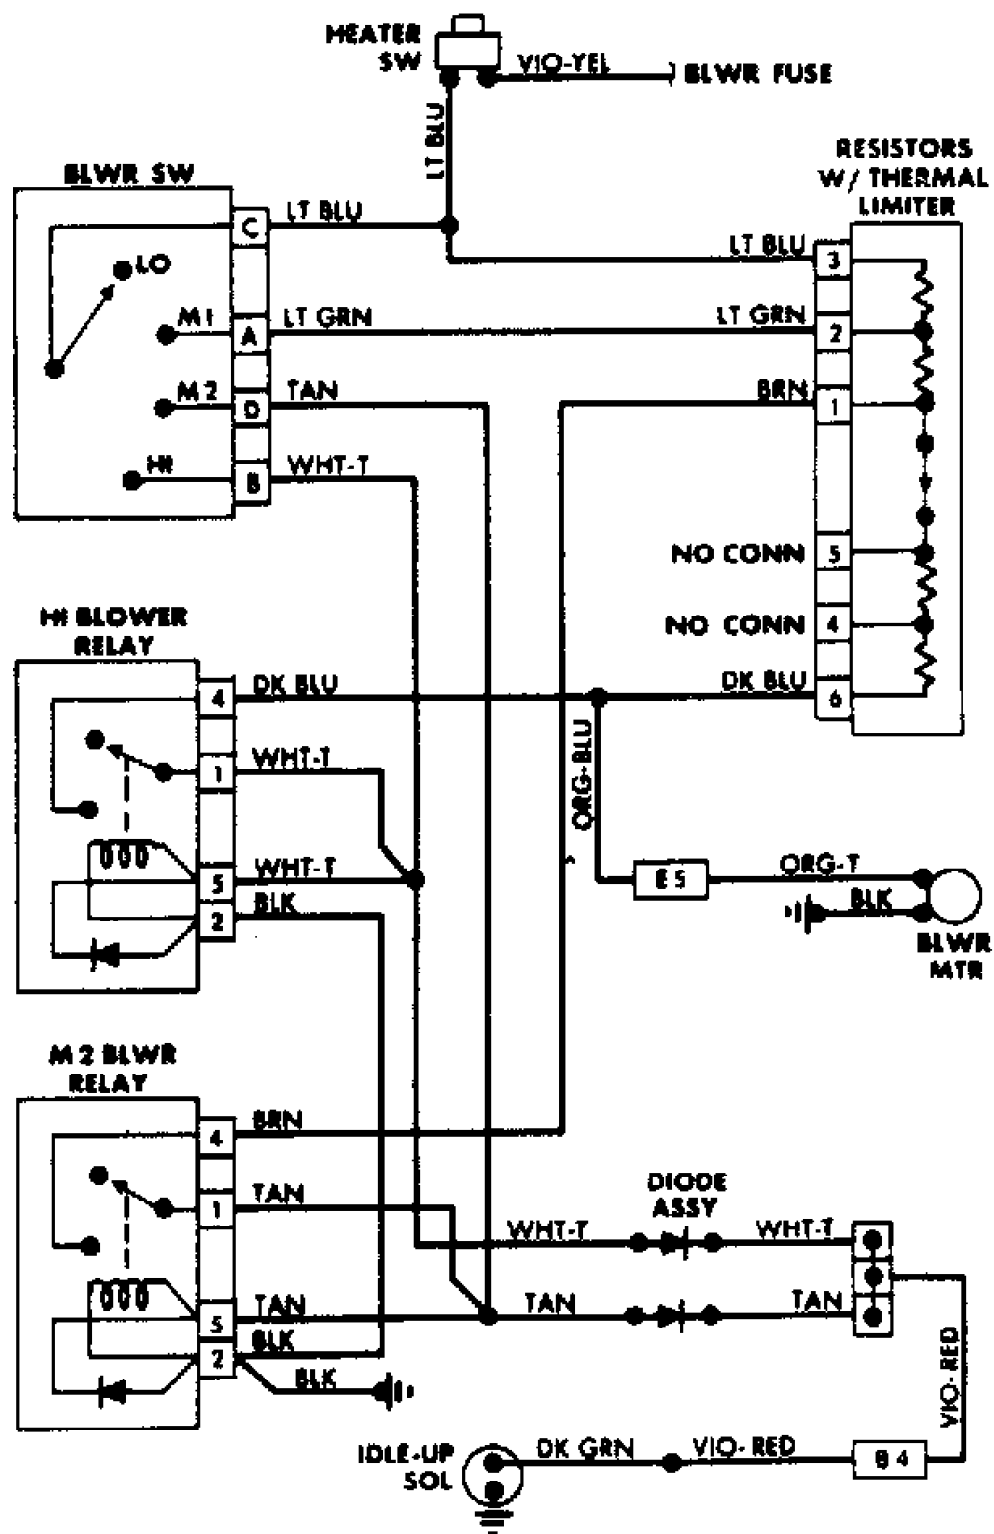 HEATER
SW
VIO-YEL
BLWR FUSE
LT BLU
RESISTORS
W/ THERMAL
LIMITER
BLWR SW
C
LT BLU
LT BLU
3
LO
M1
A
LT GRN
LT GRN
2
M2
D
TAN
BRN
1
HI
B
WHT-T
NO CONN
5
NO CONN
4
HI BLOWER
RELAY
4
DK BLU
DK BLU
6
1
WHT-T
ORG-BLU
5
WHT-T
2
BLK
E5
ORG-T
BLK
BLWR
MTR
M2 BLWR
RELAY
4
BRN
1
TAN
DIODE
ASSY
WHT-T
WHT-T
5
TAN
TAN
TAN
2
BLK
BLK
VIO-RED
IDLE-UP
SOL
DK GRN
VIO-RED
B4